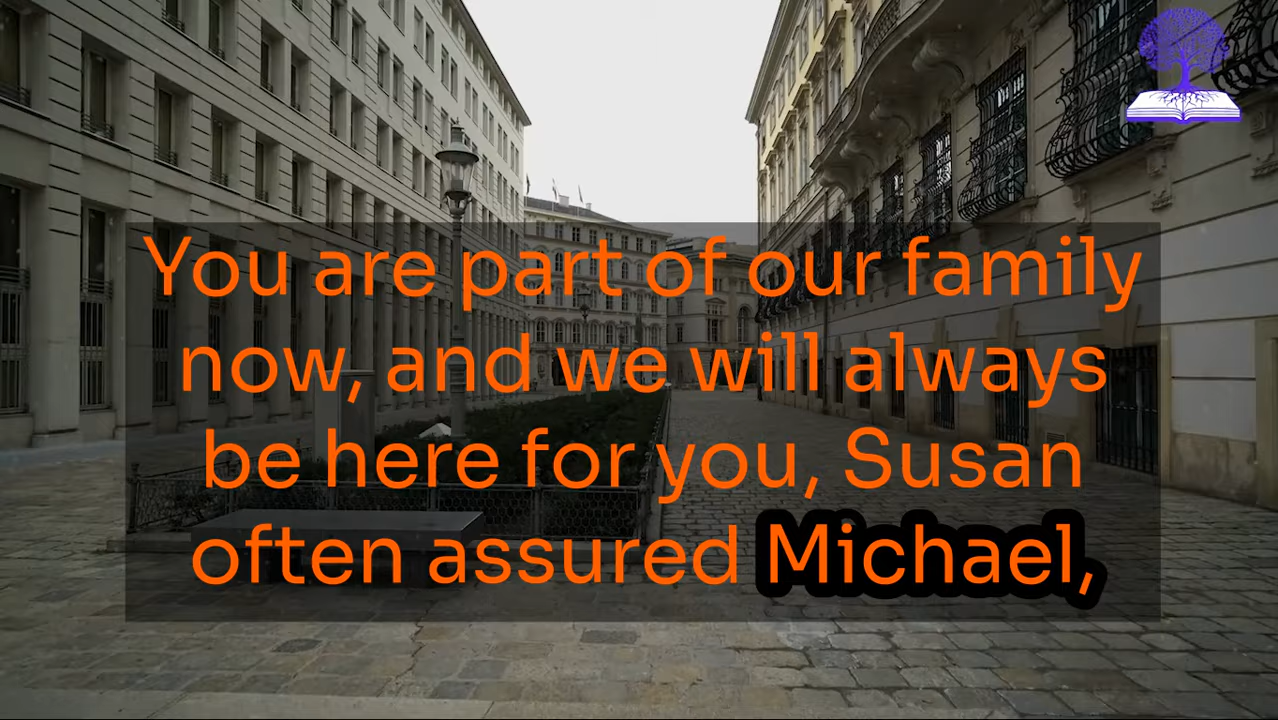 You are part of our family
now, and we will always
be here for you, Susan
often assured Michael,